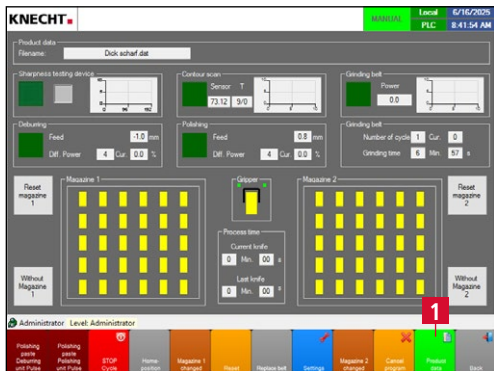 KNECHT
MANUAL
Local
PLC
6/16/2025
8:41:54 AM
Product data
Filename:
Dick scharf.dat
Sharpness testing device
Contour scan
Sensor T
73.12 9/0
Grinding belt
Power
0.0
Deburring
Feed -1.0 mm
Diff. Power 4 Cur. 0.0 %
Polishing
Feed 0.8 mm
Diff. Power 4 Cur. 0.0 %
Grinding belt
Number of cycle 1 Cur. 0
Grinding time 6 Min. 57 s
Reset
magazine
1
Magazine 1
Gripper
Magazine 2
Reset
magazine
2
Process time
Current knife
0 Min. 00 s
Last knife
0 Min. 00 s
Without
Magazine
1
Without
Magazine
2
Administrator Level: Administrator
1
Polishing
paste
Deburring
unit Pulse
Polishing
paste
Polishing
unit Pulse
STOP
Cycle
Home-
position
Magazine 1
changed
Reset
Replace belt
Settings
Magazine 2
changed
Cancel
program
Product
data
Back